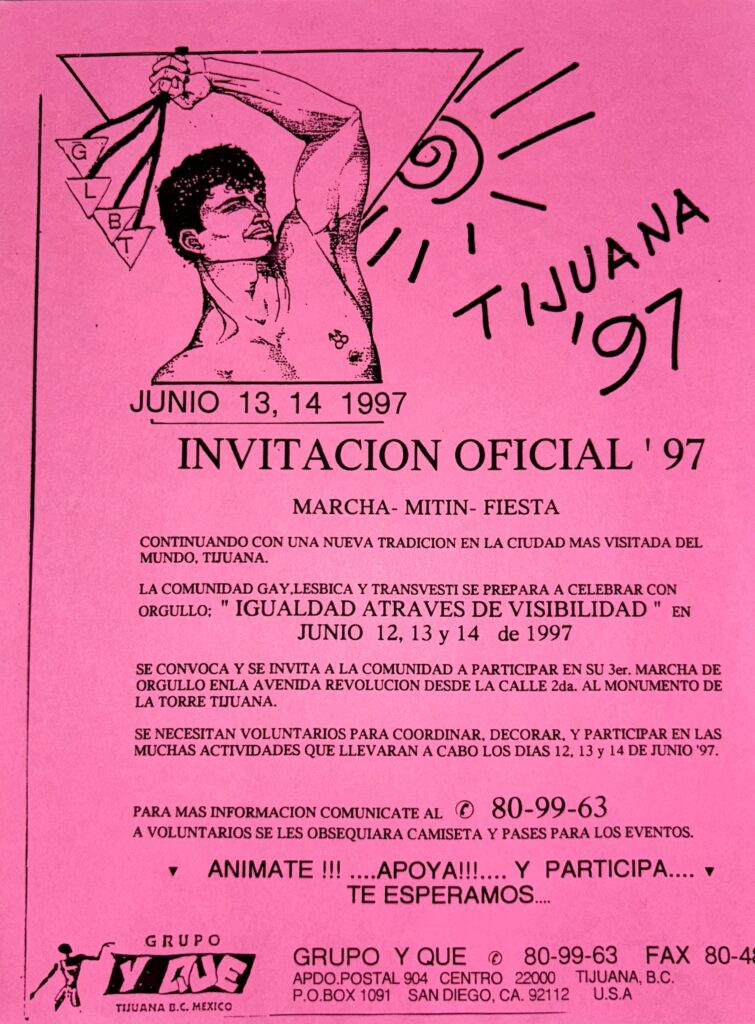 G
L
B
T
TIJUANA
'97
JUNIO 13, 14 1997
INVITACION OFICIAL ' 97
MARCHA- MITIN- FIESTA
CONTINUANDO CON UNA NUEVA TRADICION EN LA CIUDAD MAS VISITADA DEL
MUNDO, TIJUANA.
LA COMUNIDAD GAY,LESBICA Y TRANSVESTI SE PREPARA A CELEBRAR CON
ORGULLO; " IGUALDAD ATRAVES DE VISIBILIDAD " EN
JUNIO 12, 13 y 14 de 1997
SE CONVOCA Y SE INVITA A LA COMUNIDAD A PARTICIPAR EN SU 3er. MARCHA DE
ORGULLO ENLA AVENIDA REVOLUCION DESDE LA CALLE 2da. AL MONUMENTO DE
LA TORRE TIJUANA.
SE NECESITAN VOLUNTARIOS PARA COORDINAR, DECORAR, Y PARTICIPAR EN LAS
MUCHAS ACTIVIDADES QUE LLEVARAN A CABO LOS DIAS 12, 13 y 14 DE JUNIO '97.
PARA MAS INFORMACION COMUNICATE AL ✆ 80-99-63
A VOLUNTARIOS SE LES OBSEQUIARA CAMISETA Y PASES PARA LOS EVENTOS.
▼ ANIMATE !!! ....APOYA!!!.... Y PARTICIPA.... ▼
TE ESPERAMOS....
GRUPO
Y QUE
TIJUANA B.C. MEXICO
GRUPO Y QUE ✆ 80-99-63 FAX 80-48
APDO.POSTAL 904 CENTRO 22000 TIJUANA, B.C.
P.O.BOX 1091 SAN DIEGO, CA. 92112 U.S.A